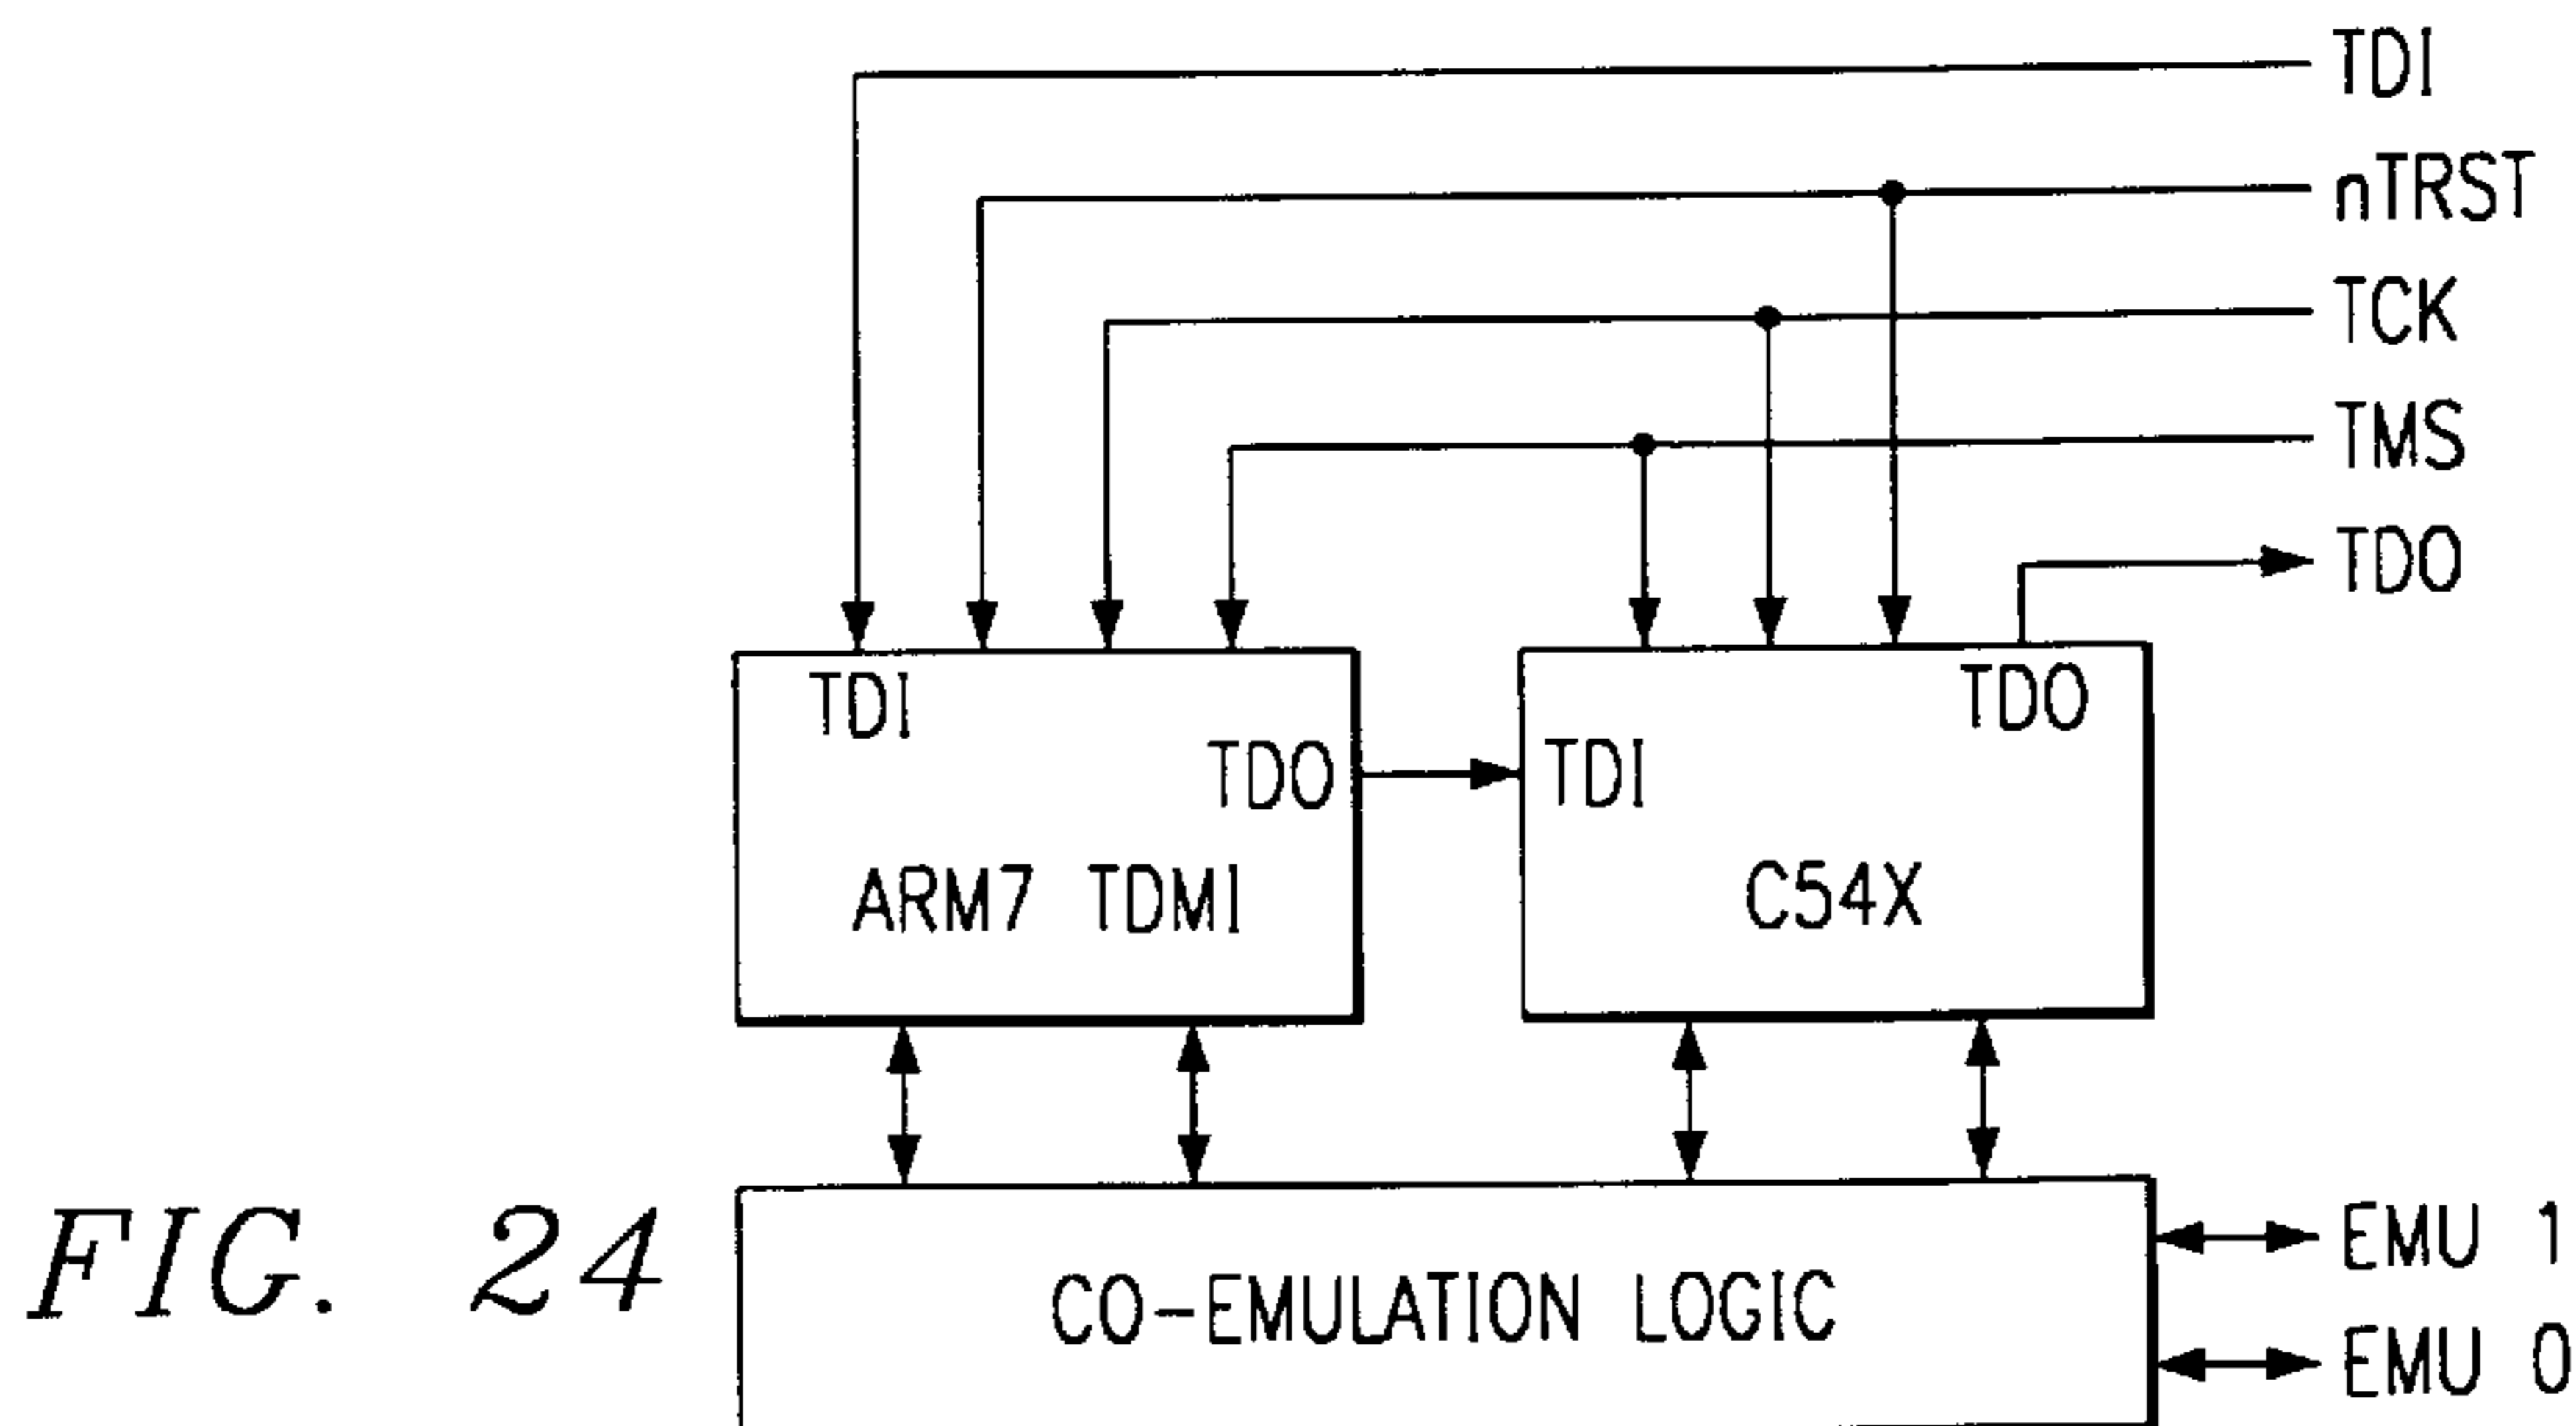 TDI
nTRST
TCK
TMS
TDO
TDI
TDO
TDO
TDI
ARM7 TDMI
C54X
FIG. 24
CO-EMULATION LOGIC
EMU 1
EMU 0